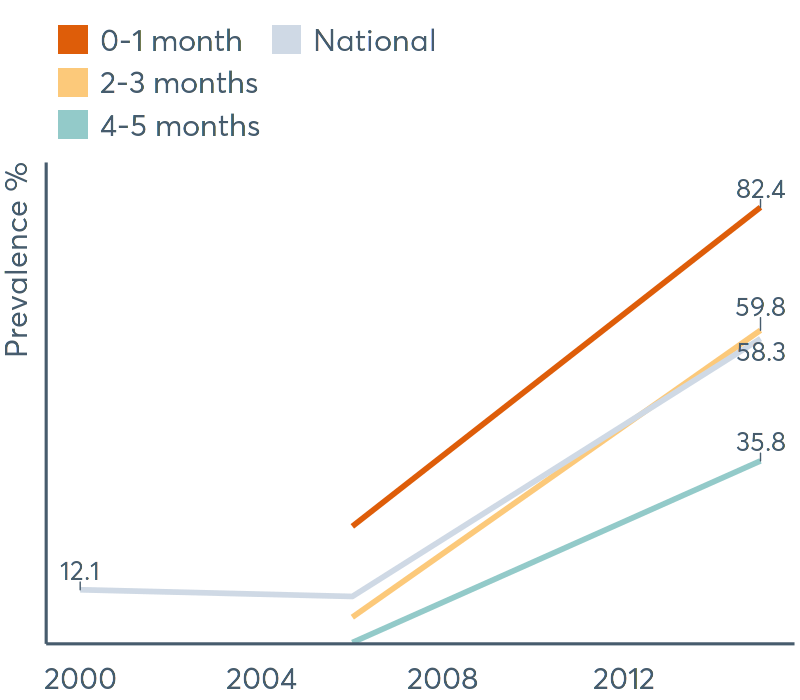 0-1 month National
2-3 months
4-5 months
Prevalence %
82.4
59.8
58.3
35.8
12.1
2000 2004 2008 2012